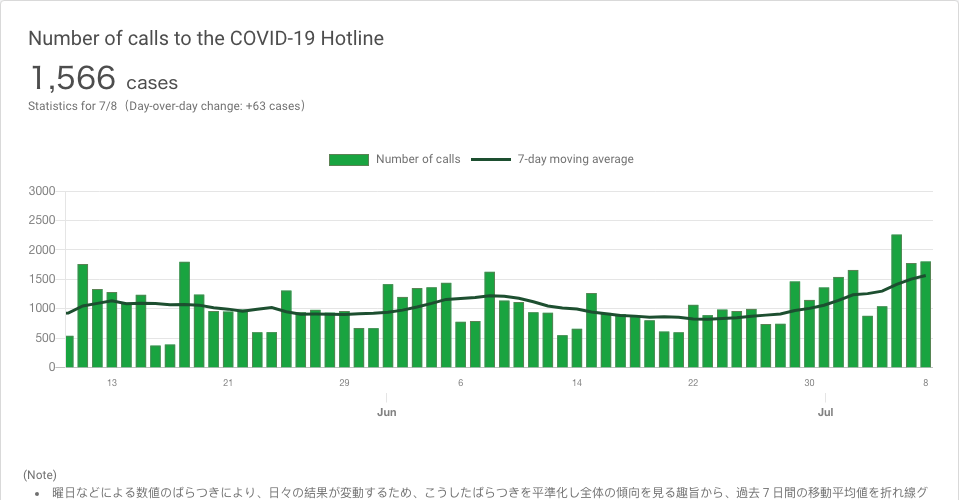 Number of calls to the COVID-19 Hotline
1,566 cases
Statistics for 7/8（Day-over-day change: +63 cases）
Number of calls 7-day moving average
3000
2500
2000
1500
1000
500
0
13 21 29 6 14 22 30 8
Jun Jul
(Note)
• 曜日などによる数値のばらつきにより、日々の結果が変動するため、こうしたばらつきを平準化し全体の傾向を見る趣旨から、過去７日間の移動平均値を折れ線グ